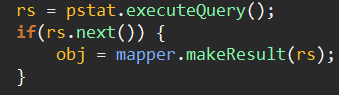 rs = pstat.executeQuery();
if(rs.next()) {
    obj = mapper.makeResult(rs);
}